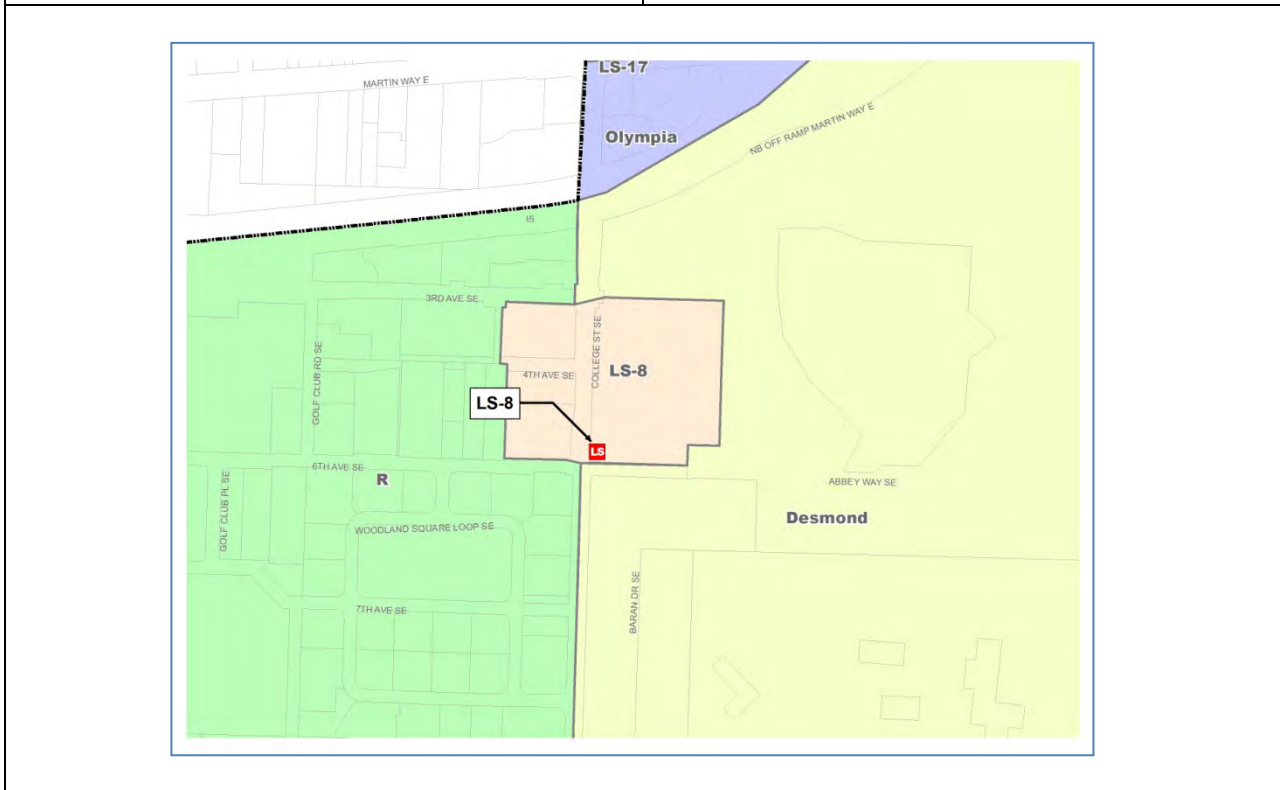 LS-17
MARTIN WAY E
Olympia
NB OFF RAMP MARTIN WAY E
I5
3RD AVE SE
GOLF CLUB RD SE
COLLEGE ST SE
4TH AVE SE
LS-8
LS-8
LS
6TH AVE SE
R
GOLF CLUB PL SE
ABBEY WAY SE
Desmond
WOODLAND SQUARE LOOP SE
BARAN DR SE
7TH AVE SE